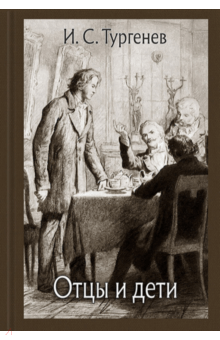 И. С. Тургенев
Отцы и дети